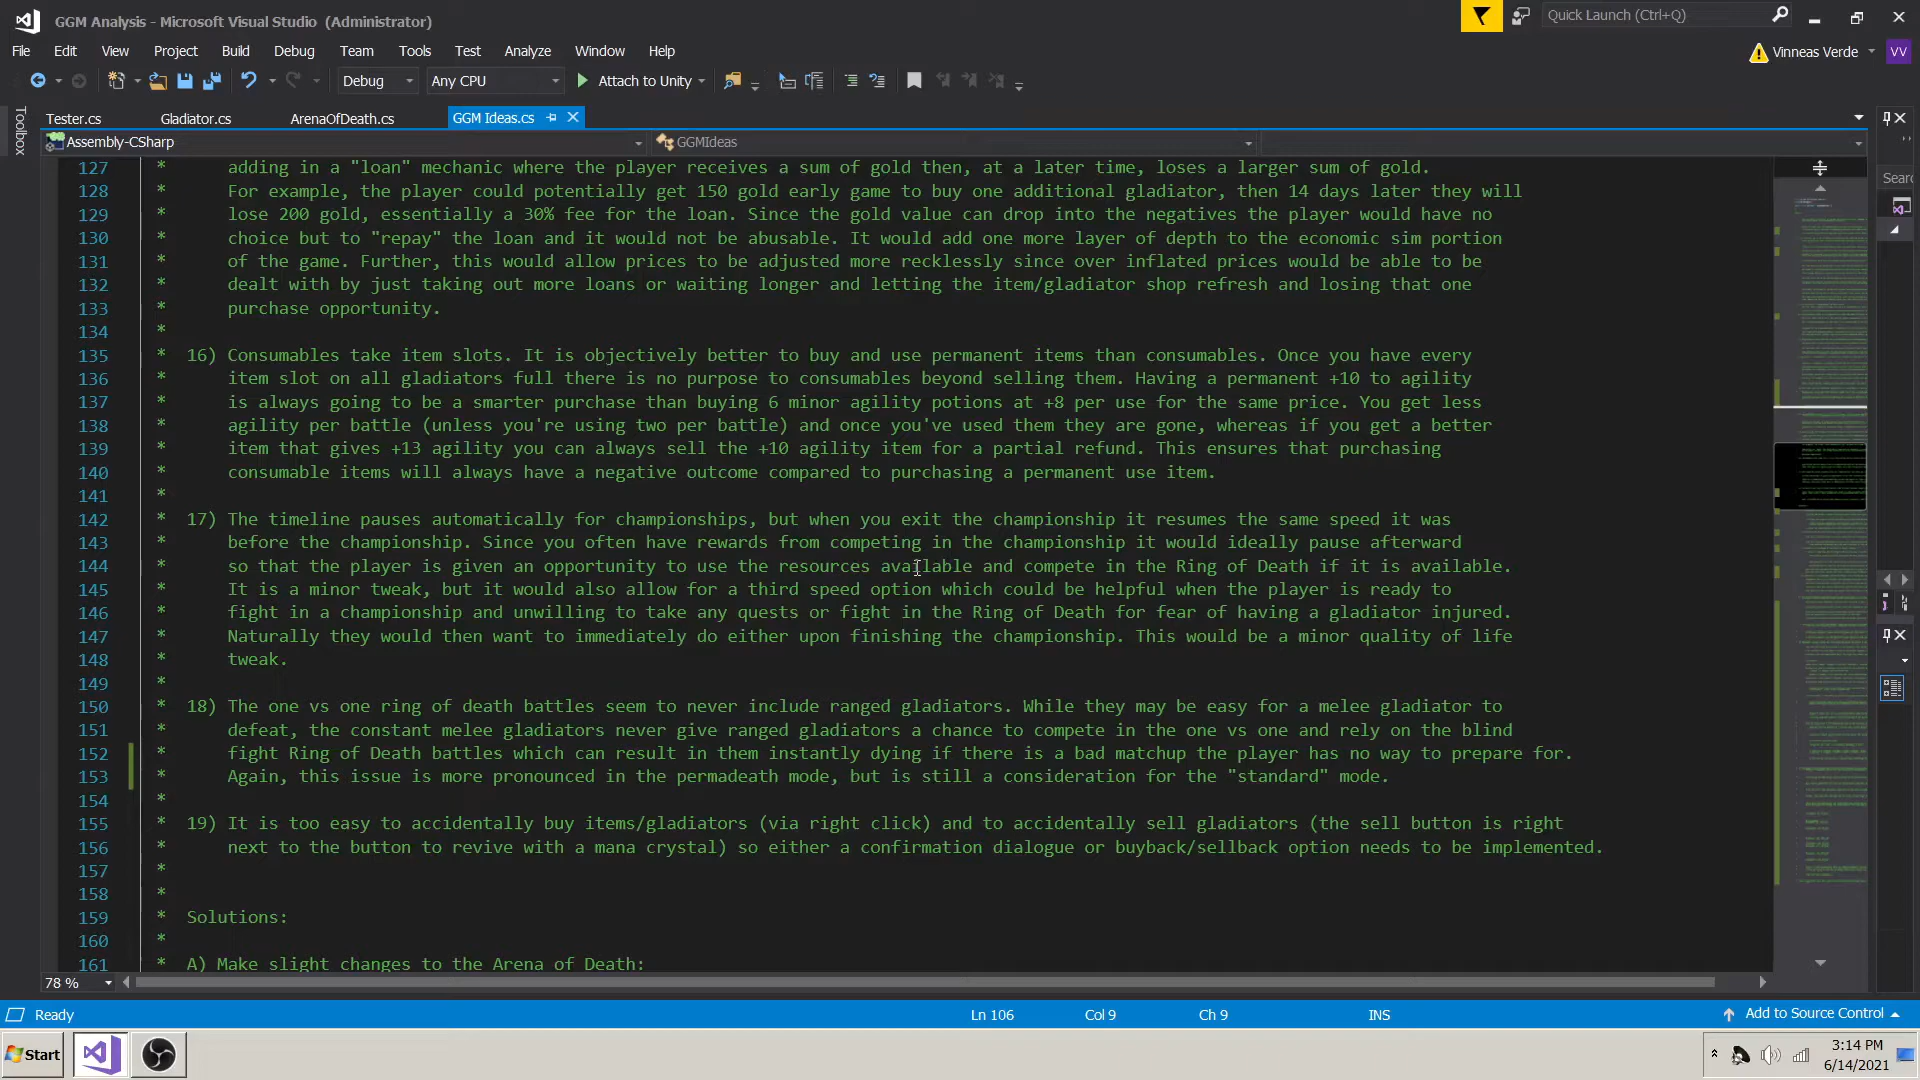 GGM Analysis - Microsoft Visual Studio (Administrator)
Quick Launch (Ctrl+Q)
File Edit View Project Build Debug Team Tools Test Analyze Window Help
Vinneas Verde VV
Debug Any CPU Attach to Unity
Toolbox
Tester.cs Gladiator.cs ArenaOfDeath.cs GGM Ideas.cs
Assembly-CSharp GGMIdeas
127 * adding in a "loan" mechanic where the player receives a sum of gold then, at a later time, loses a larger sum of gold.
128 * For example, the player could potentially get 150 gold early game to buy one additional gladiator, then 14 days later they will
129 * lose 200 gold, essentially a 30% fee for the loan. Since the gold value can drop into the negatives the player would have no
130 * choice but to "repay" the loan and it would not be abusable. It would add one more layer of depth to the economic sim portion
131 * of the game. Further, this would allow prices to be adjusted more recklessly since over inflated prices would be able to be
132 * dealt with by just taking out more loans or waiting longer and letting the item/gladiator shop refresh and losing that one
133 * purchase opportunity.
134 *
135 * 16) Consumables take item slots. It is objectively better to buy and use permanent items than consumables. Once you have every
136 * item slot on all gladiators full there is no purpose to consumables beyond selling them. Having a permanent +10 to agility
137 * is always going to be a smarter purchase than buying 6 minor agility potions at +8 per use for the same price. You get less
138 * agility per battle (unless you're using two per battle) and once you've used them they are gone, whereas if you get a better
139 * item that gives +13 agility you can always sell the +10 agility item for a partial refund. This ensures that purchasing
140 * consumable items will always have a negative outcome compared to purchasing a permanent use item.
141 *
142 * 17) The timeline pauses automatically for championships, but when you exit the championship it resumes the same speed it was
143 * before the championship. Since you often have rewards from competing in the championship it would ideally pause afterward
144 * so that the player is given an opportunity to use the resources available and compete in the Ring of Death if it is available.
145 * It is a minor tweak, but it would also allow for a third speed option which could be helpful when the player is ready to
146 * fight in a championship and unwilling to take any quests or fight in the Ring of Death for fear of having a gladiator injured.
147 * Naturally they would then want to immediately do either upon finishing the championship. This would be a minor quality of life
148 * tweak.
149 *
150 * 18) The one vs one ring of death battles seem to never include ranged gladiators. While they may be easy for a melee gladiator to
151 * defeat, the constant melee gladiators never give ranged gladiators a chance to compete in the one vs one and rely on the blind
152 * fight Ring of Death battles which can result in them instantly dying if there is a bad matchup the player has no way to prepare for.
153 * Again, this issue is more pronounced in the permadeath mode, but is still a consideration for the "standard" mode.
154 *
155 * 19) It is too easy to accidentally buy items/gladiators (via right click) and to accidentally sell gladiators (the sell button is right
156 * next to the button to revive with a mana crystal) so either a confirmation dialogue or buyback/sellback option needs to be implemented.
157 *
158 *
159 * Solutions:
160 *
161 * A) Make slight changes to the Arena of Death:
78 %
Sear
Ready Ln 106 Col 9 Ch 9 INS Add to Source Control
Start
3:14 PM
6/14/2021